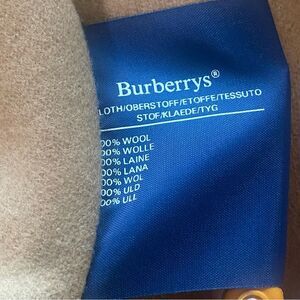 Burberrys®
LOTH/OBERSTOFF/ETOFFE/TESSUTO
STOF/KLAEDE/TYG
00% WOOL
00% WOLLE
00% LAINE
00% LANA
00% WOL
00% ULD
00% ULL